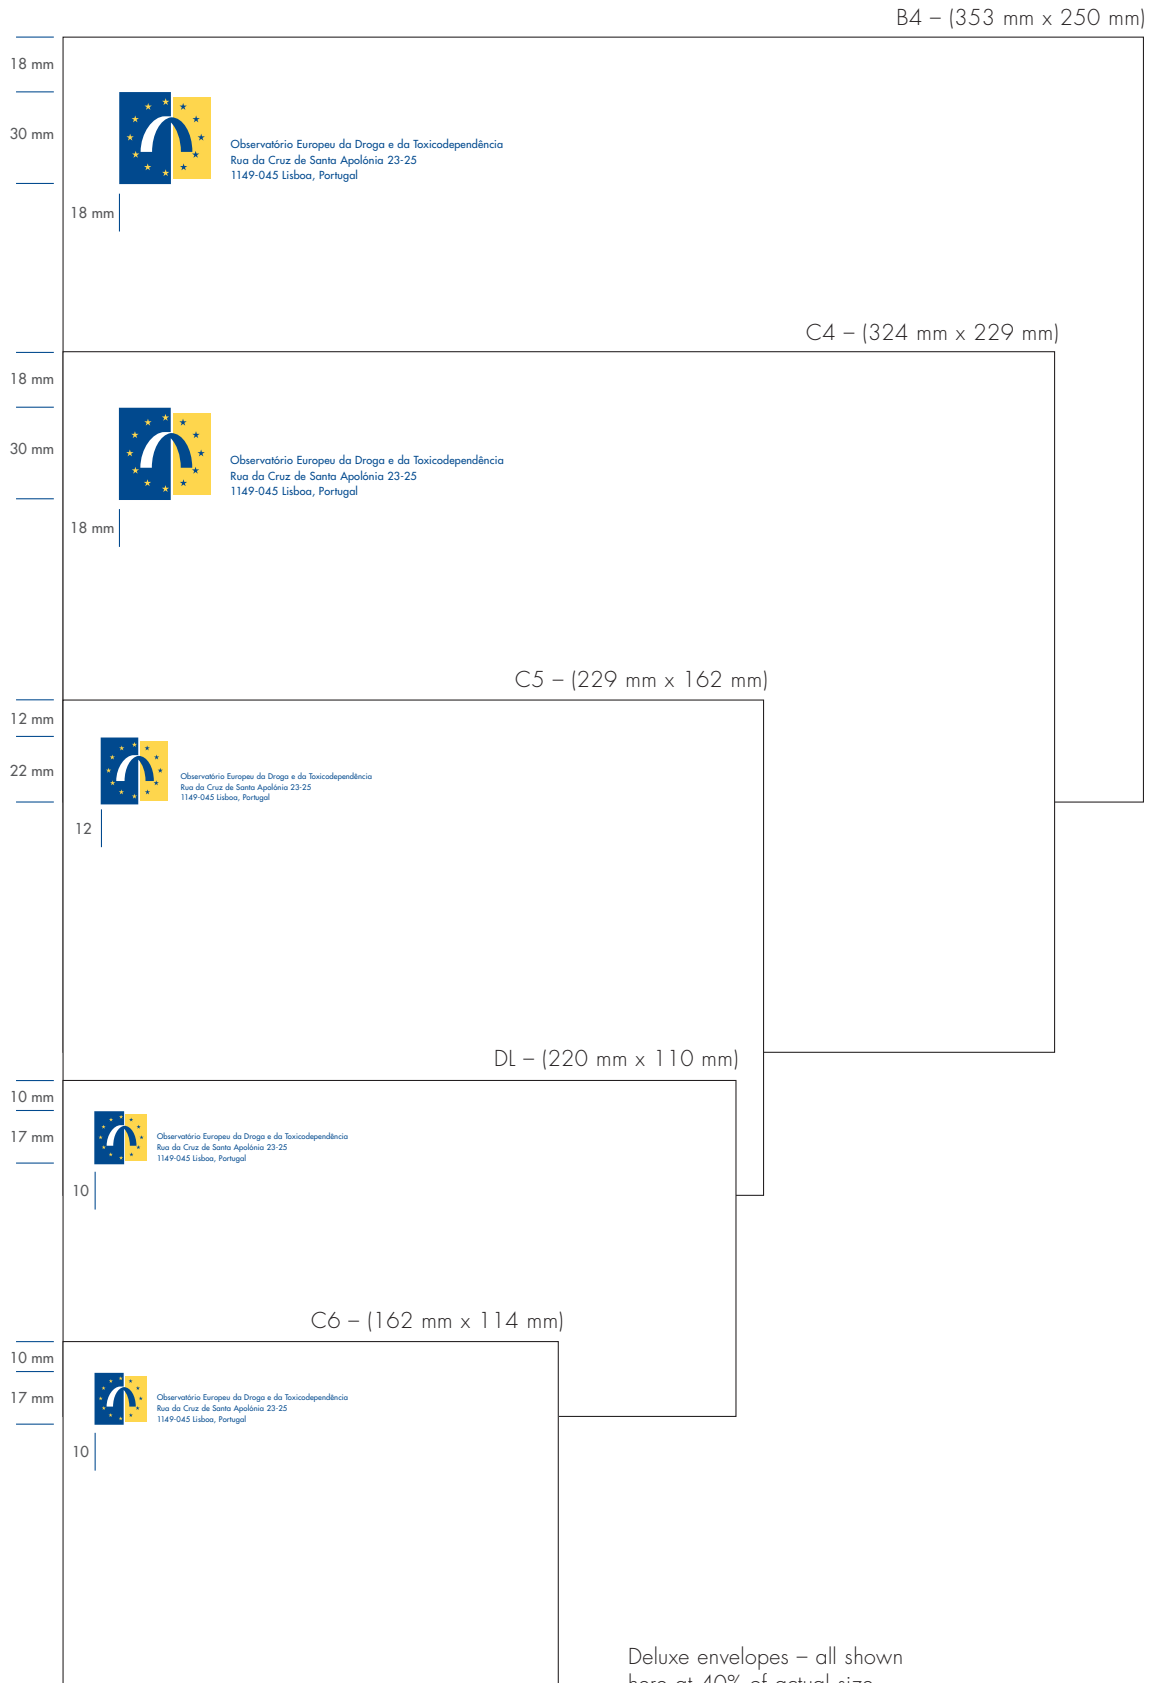 B4 – (353 mm x 250 mm)
18 mm
30 mm
Observatório Europeu da Droga e da Toxicodependência
Rua da Cruz de Santa Apolónia 23-25
1149-045 Lisboa, Portugal
18 mm
C4 – (324 mm x 229 mm)
18 mm
30 mm
Observatório Europeu da Droga e da Toxicodependência
Rua da Cruz de Santa Apolónia 23-25
1149-045 Lisboa, Portugal
18 mm
C5 – (229 mm x 162 mm)
12 mm
22 mm
Observatório Europeu da Droga e da Toxicodependência
Rua da Cruz de Santa Apolónia 23-25
1149-045 Lisboa, Portugal
12
DL – (220 mm x 110 mm)
10 mm
17 mm
Observatório Europeu da Droga e da Toxicodependência
Rua da Cruz de Santa Apolónia 23-25
1149-045 Lisboa, Portugal
10
C6 – (162 mm x 114 mm)
10 mm
17 mm
Observatório Europeu da Droga e da Toxicodependência
Rua da Cruz de Santa Apolónia 23-25
1149-045 Lisboa, Portugal
10
Deluxe envelopes – all shown
here at 40% of actual size